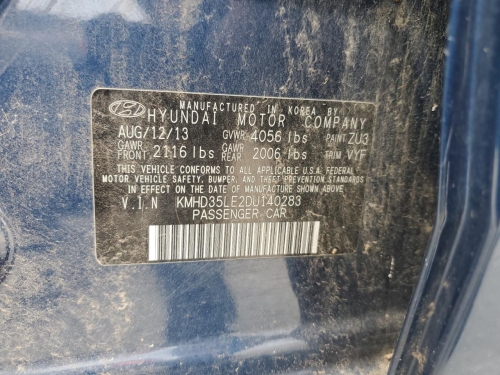 MANUFACTURED IN KOREA BY
HYUNDAI MOTOR COMPANY
AUG/12/13 GVWR 4056 lbs PAINT ZU3
GAWR FRONT 2116 lbs GAWR REAR 2006 lbs TRIM VYF
THIS VEHICLE CONFORMS TO ALL APPLICABLE U.S. FEDERAL
MOTOR VEHICLE SAFETY, BUMPER, AND THEFT PREVENTION STANDARDS
IN EFFECT ON THE DATE OF MANUFACTURE SHOWN ABOVE.
V.I.N KMHD35LE2DU140283
PASSENGER CAR